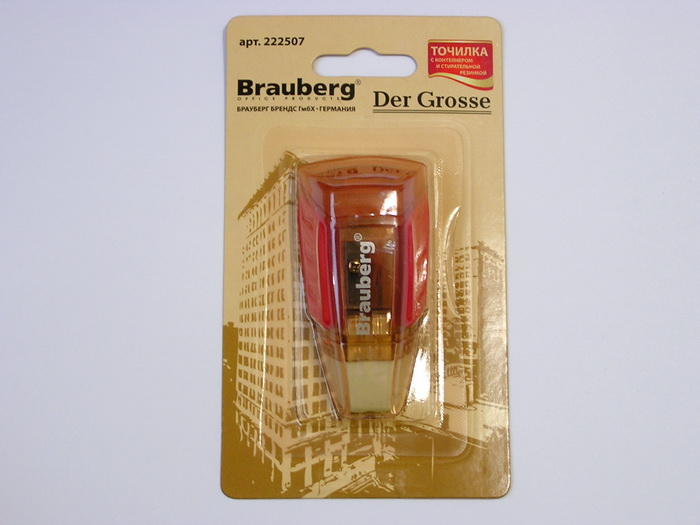 арт. 222507
ТОЧИЛКА
С КОНТЕЙНЕРОМ
И СТИРАТЕЛЬНОЙ
РЕЗИНКОЙ
Brauberg®
OFFICE PRODUCTS
БРАУБЕРГ БРЕНДС ГмбХ • ГЕРМАНИЯ
Der Grosse
Brauberg®